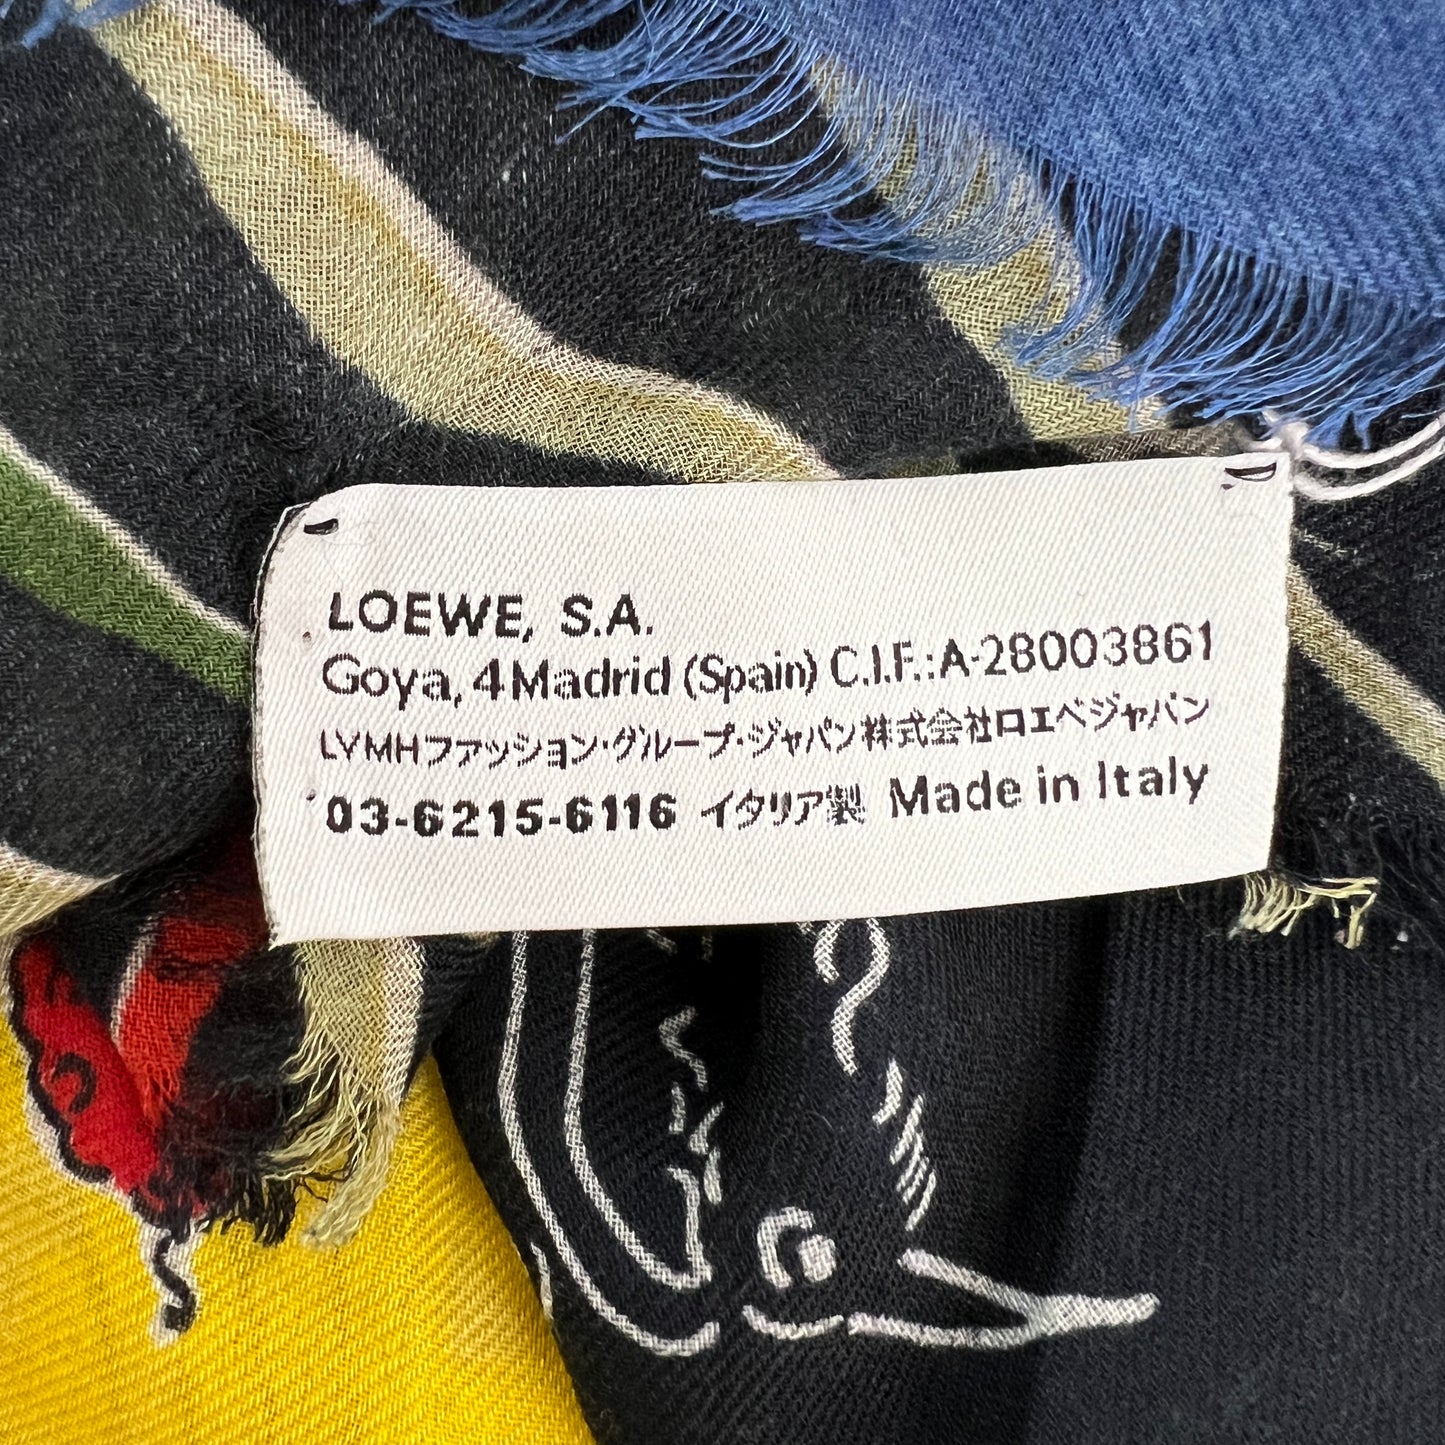 LOEWE, S.A.
Goya, 4 Madrid (Spain) C.I.F.: A-28003861
LVMHファッション・グループ・ジャパン株式会社ロエベジャパン
03-6215-6116 イタリア製 Made in Italy